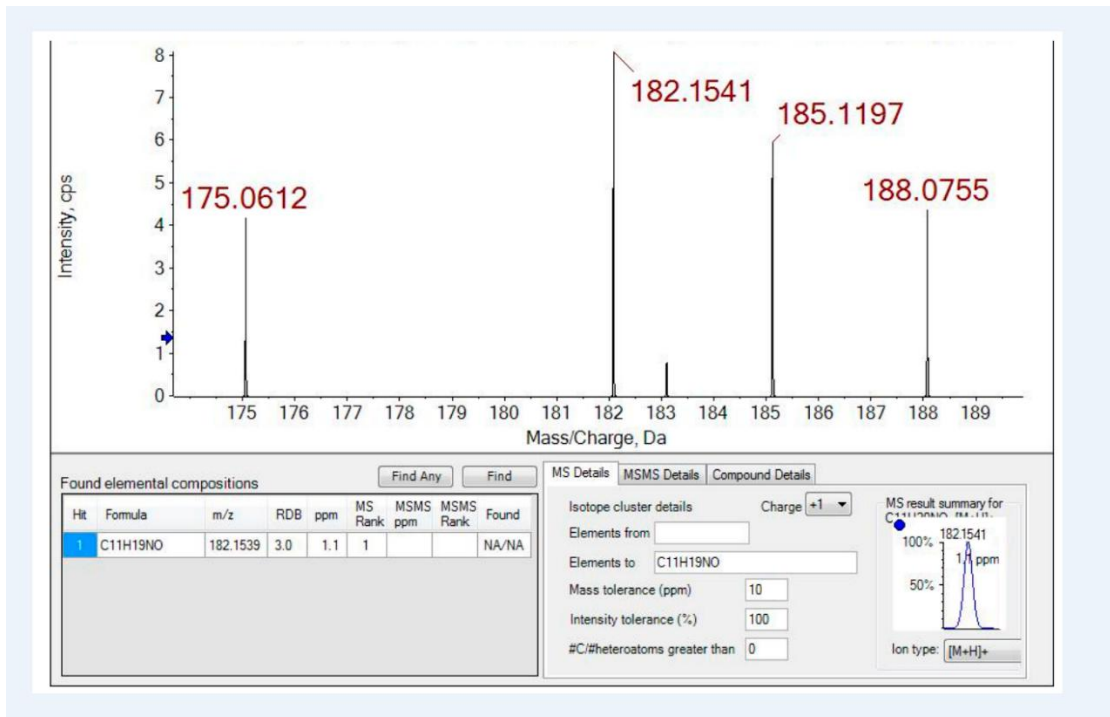 8
7
6
5
4
3
2
1
0
Intensity, cps
182.1541
185.1197
175.0612
188.0755
175 176 177 178 179 180 181 182 183 184 185 186 187 188 189
Mass/Charge, Da
Found elemental compositions
Find Any
Find
Hit Formula m/z RDB ppm MS Rank MSMS ppm MSMS Rank Found
1 C11H19NO 182.1539 3.0 1.1 1 NA/NA
MS Details MSMS Details Compound Details
Isotope cluster details
Charge +1
Elements from
Elements to C11H19NO
Mass tolerance (ppm) 10
Intensity tolerance (%) 100
#C/#heteroatoms greater than 0
MS result summary for
182.1541
100%
ppm
50%
Ion type: [M+H]+